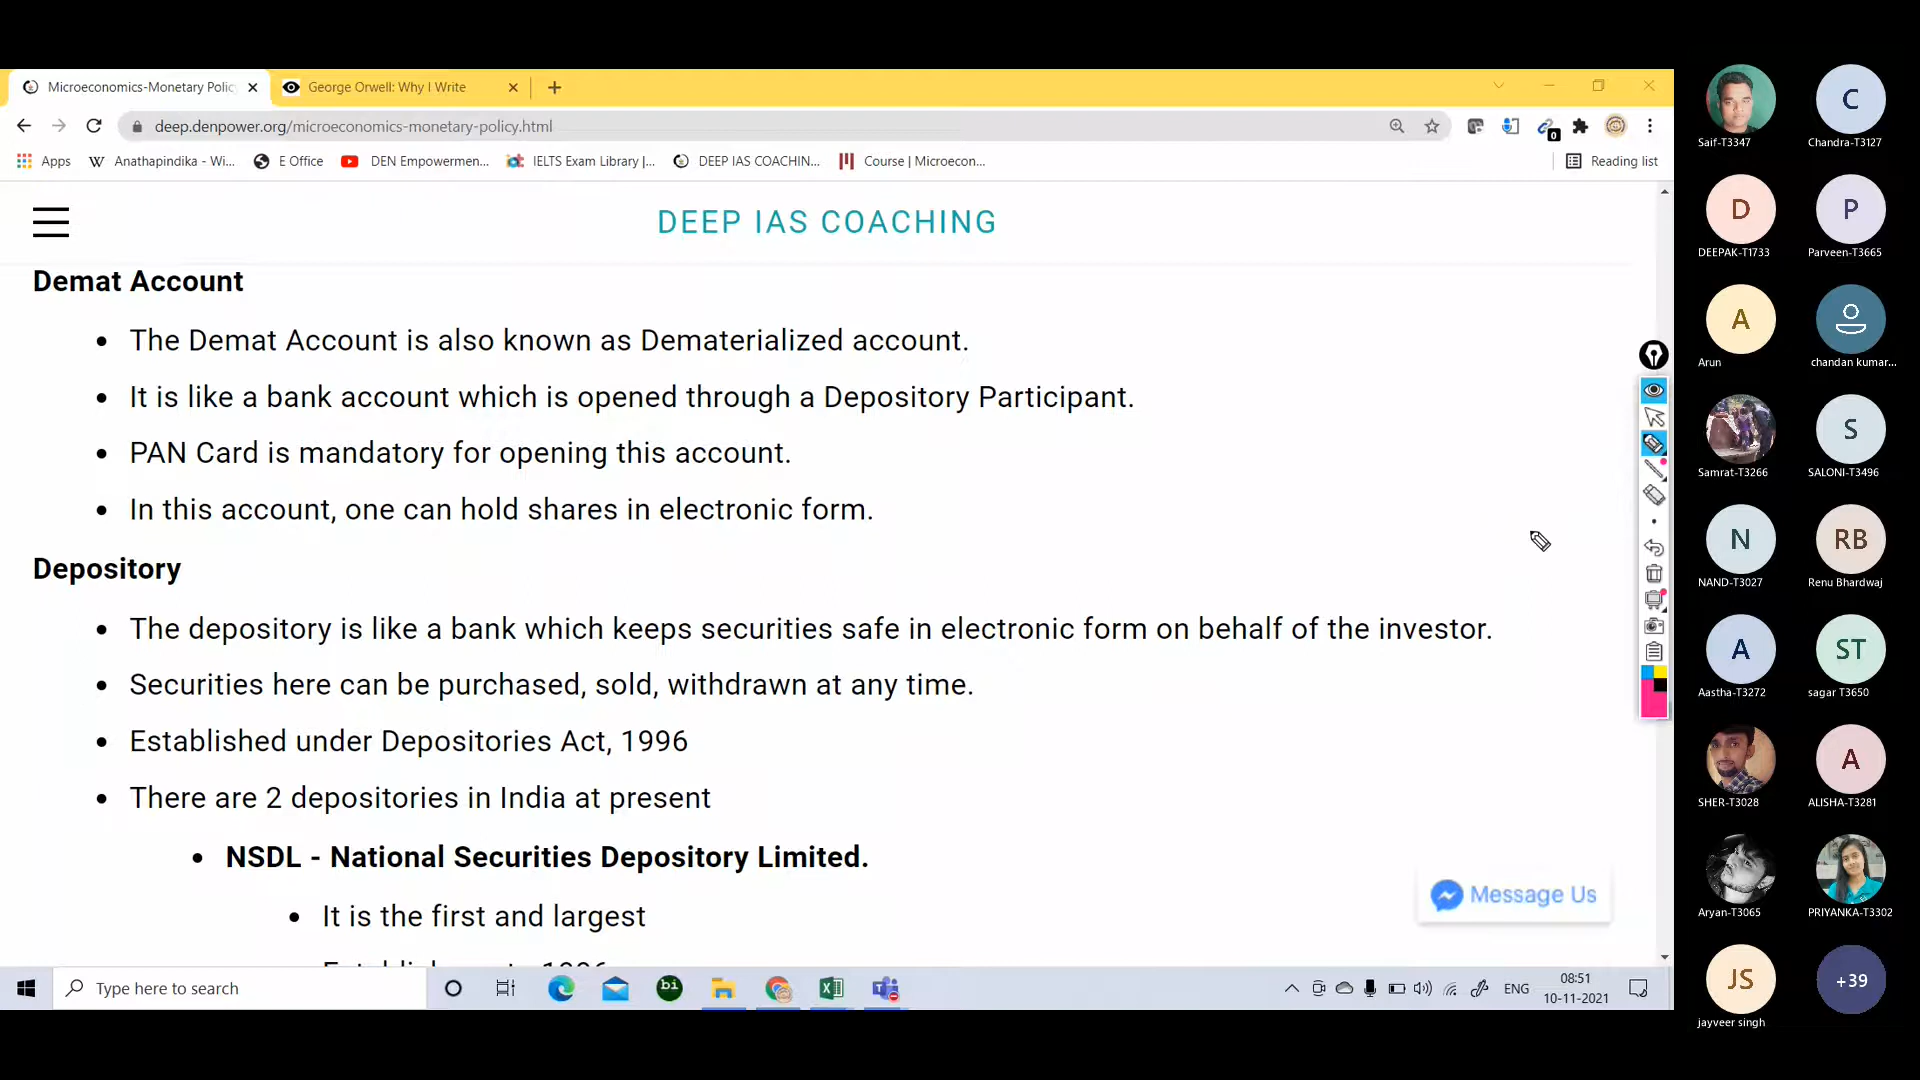 Microeconomics-Monetary Polic
George Orwell: Why I Write
deep.denpower.org/microeconomics-monetary-policy.html
0
Apps
W Anathapindika - Wi...
E Office
DEN Empowermen...
IELTS Exam Library |...
DEEP IAS COACHIN...
Course | Microecon...
Reading list
DEEP IAS COACHING
Demat Account
• The Demat Account is also known as Dematerialized account.
• It is like a bank account which is opened through a Depository Participant.
• PAN Card is mandatory for opening this account.
• In this account, one can hold shares in electronic form.
Depository
• The depository is like a bank which keeps securities safe in electronic form on behalf of the investor.
• Securities here can be purchased, sold, withdrawn at any time.
• Established under Depositories Act, 1996
• There are 2 depositories in India at present
• NSDL - National Securities Depository Limited.
• It is the first and largest
Message Us
Type here to search
bi
ENG
08:51
10-11-2021
Saif-T3347
C
Chandra-T3127
D
DEEPAK-T1733
P
Parveen-T3665
A
Arun
chandan kumar...
Samrat-T3266
S
SALONI-T3496
N
NAND-T3027
RB
Renu Bhardwaj
A
Aastha-T3272
ST
sagar T3650
SHER-T3028
A
ALISHA-T3281
Aryan-T3065
PRIYANKA-T3302
JS
jayveer singh
+39